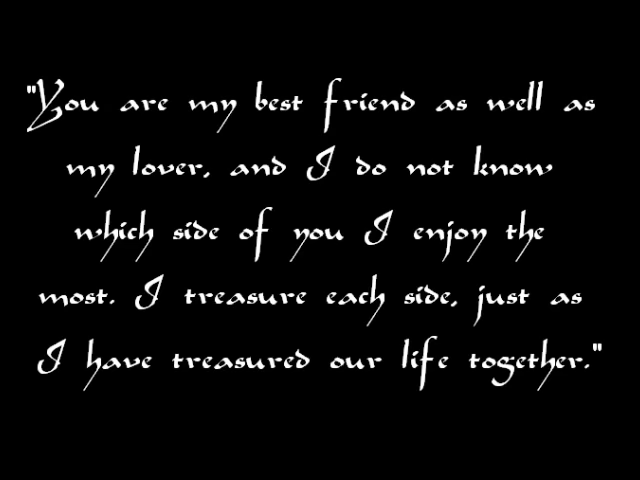 "You are my best friend as well as
my lover, and I do not know
which side of you I enjoy the
most. I treasure each side, just as
I have treasured our life together."